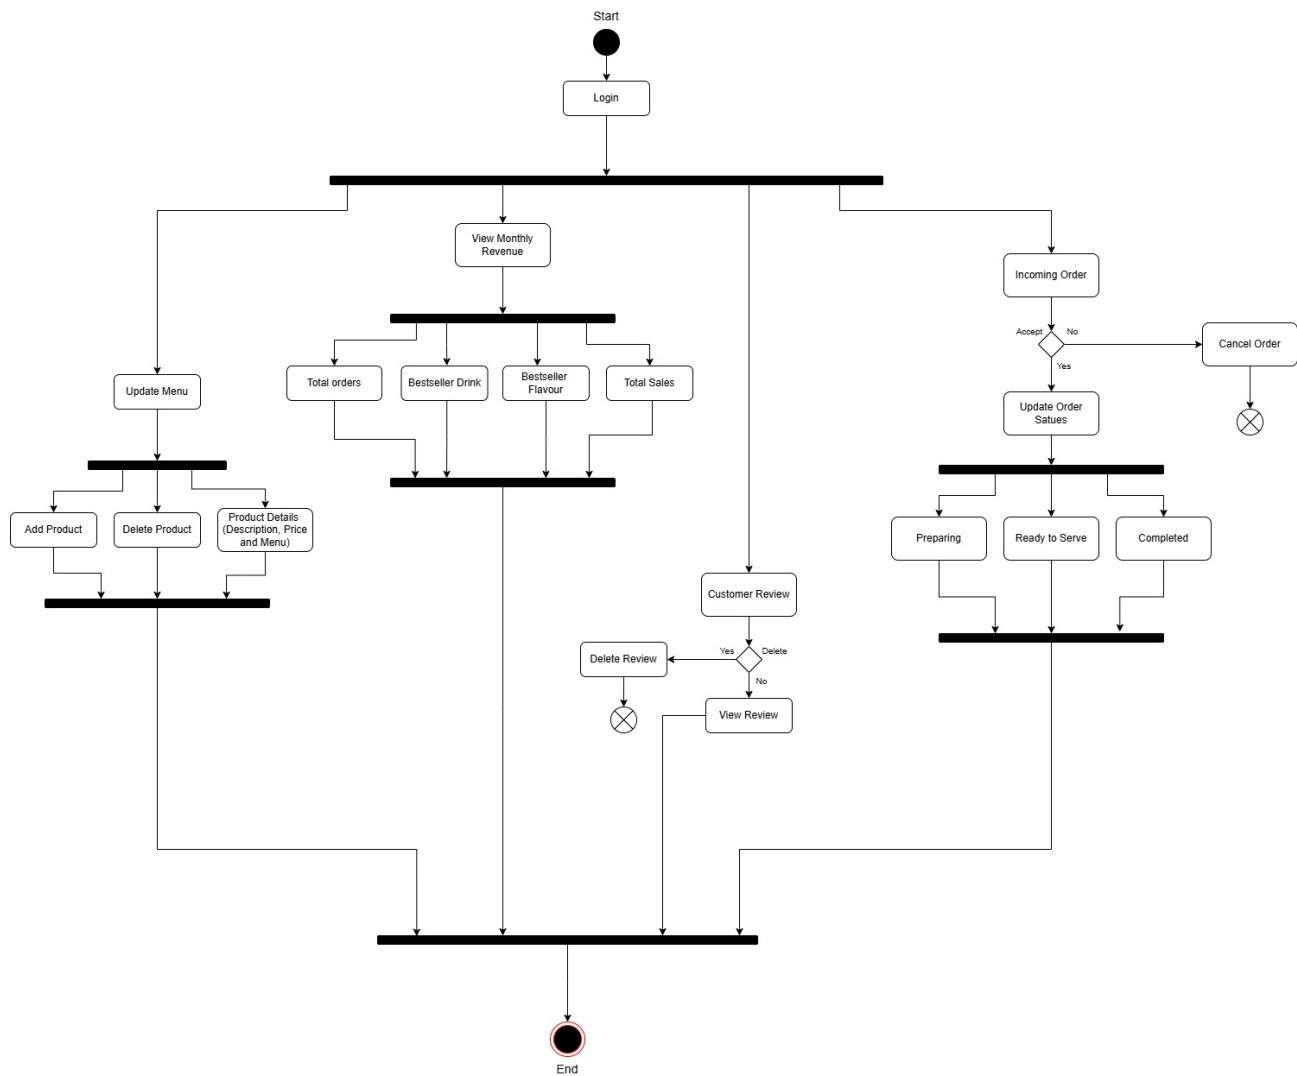 Start
Login
View Monthly
Revenue
Incoming Order
Accept
No
Cancel Order
Yes
Update Menu
Total orders
Bestseller Drink
Bestseller
Flavour
Total Sales
Update Order
Satues
Add Product
Delete Product
Product Details
(Description, Price
and Menu)
Preparing
Ready to Serve
Completed
Customer Review
Delete Review
Yes
Delete
No
View Review
End